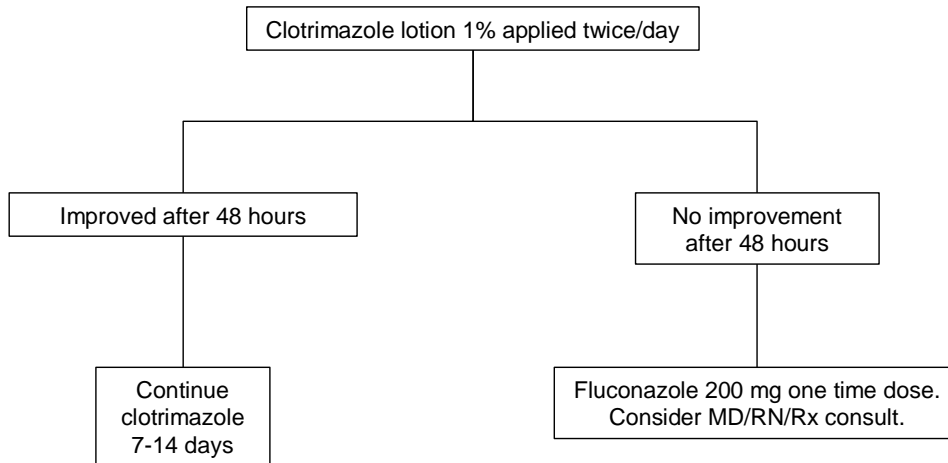 Clotrimazole lotion 1% applied twice/day
Improved after 48 hours
No improvement
after 48 hours
Continue
clotrimazole
7-14 days
Fluconazole 200 mg one time dose.
Consider MD/RN/Rx consult.